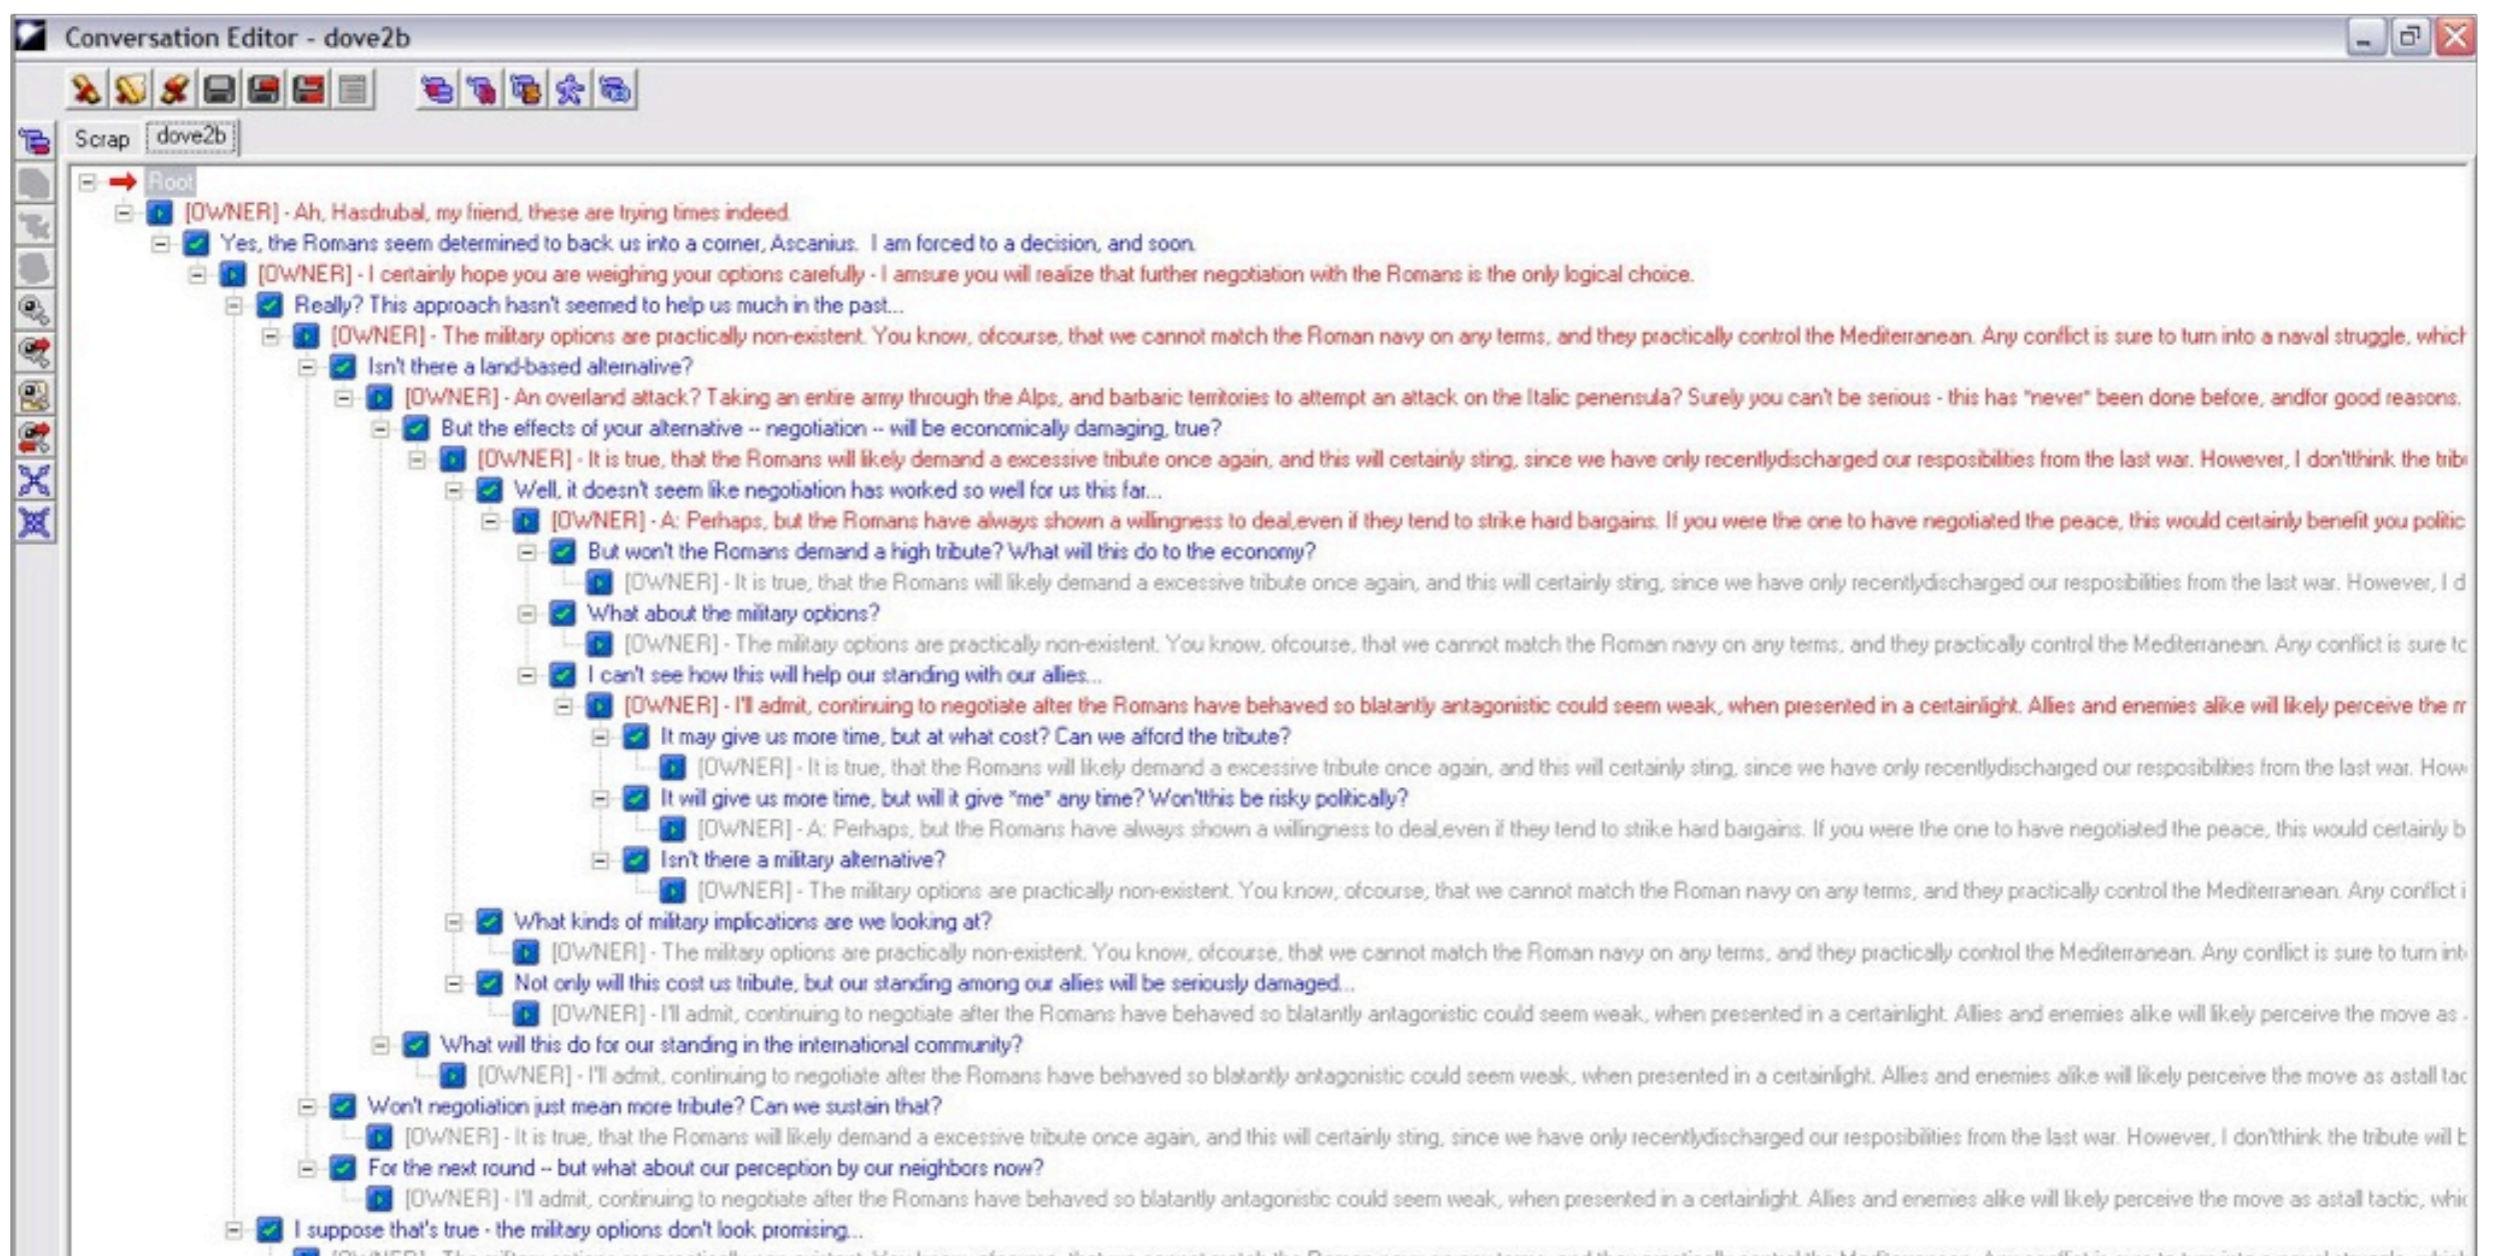 Conversation Editor - dove2b
Scrap dove2b
Root
[OWNER] - Ah, Hasdrubal, my friend, these are trying times indeed.
Yes, the Romans seem determined to back us into a corner, Ascanius.  I am forced to a decision, and soon.
[OWNER] - I certainly hope you are weighing your options carefully - I amsure you will realize that further negotiation with the Romans is the only logical choice.
Really? This approach hasn't seemed to help us much in the past...
[OWNER] - The military options are practically non-existent. You know, ofcourse, that we cannot match the Roman navy on any terms, and they practically control the Mediterranean. Any conflict is sure to turn into a naval struggle, which
Isn't there a land-based alternative?
[OWNER] - An overland attack? Taking an entire army through the Alps, and barbaric territories to attempt an attack on the Italic penensula? Surely you can't be serious - this has *never* been done before, andfor good reasons.
But the effects of your alternative -- negotiation -- will be economically damaging, true?
[OWNER] - It is true, that the Romans will likely demand a excessive tribute once again, and this will certainly sting, since we have only recentlydischarged our resposibilities from the last war. However, I don'tthink the trib
Well, it doesn't seem like negotiation has worked so well for us this far...
[OWNER] - A: Perhaps, but the Romans have always shown a willingness to deal,even if they tend to strike hard bargains. If you were the one to have negotiated the peace, this would certainly benefit you politic
But won't the Romans demand a high tribute? What will this do to the economy?
[OWNER] - It is true, that the Romans will likely demand a excessive tribute once again, and this will certainly sting, since we have only recentlydischarged our resposibilities from the last war. However, I d
What about the military options?
[OWNER] - The military options are practically non-existent. You know, ofcourse, that we cannot match the Roman navy on any terms, and they practically control the Mediterranean. Any conflict is sure to
I can't see how this will help our standing with our allies...
[OWNER] - I'll admit, continuing to negotiate after the Romans have behaved so blatantly antagonistic could seem weak, when presented in a certainlight. Allies and enemies alike will likely perceive the
It may give us more time, but at what cost? Can we afford the tribute?
[OWNER] - It is true, that the Romans will likely demand a excessive tribute once again, and this will certainly sting, since we have only recentlydischarged our resposibilities from the last war. How
It will give us more time, but will it give *me* any time? Won'tthis be risky politically?
[OWNER] - A: Perhaps, but the Romans have always shown a willingness to deal,even if they tend to strike hard bargains. If you were the one to have negotiated the peace, this would certainly b
Isn't there a military alternative?
[OWNER] - The military options are practically non-existent. You know, ofcourse, that we cannot match the Roman navy on any terms, and they practically control the Mediterranean. Any conflict i
What kinds of military implications are we looking at?
[OWNER] - The military options are practically non-existent. You know, ofcourse, that we cannot match the Roman navy on any terms, and they practically control the Mediterranean. Any conflict is sure to turn int
Not only will this cost us tribute, but our standing among our allies will be seriously damaged...
[OWNER] - I'll admit, continuing to negotiate after the Romans have behaved so blatantly antagonistic could seem weak, when presented in a certainlight. Allies and enemies alike will likely perceive the move as
What will this do for our standing in the international community?
[OWNER] - I'll admit, continuing to negotiate after the Romans have behaved so blatantly antagonistic could seem weak, when presented in a certainlight. Allies and enemies alike will likely perceive the move as astall tac
Won't negotiation just mean more tribute? Can we sustain that?
[OWNER] - It is true, that the Romans will likely demand a excessive tribute once again, and this will certainly sting, since we have only recentlydischarged our resposibilities from the last war. However, I don'tthink the tribute will b
For the next round -- but what about our perception by our neighbors now?
[OWNER] - I'll admit, continuing to negotiate after the Romans have behaved so blatantly antagonistic could seem weak, when presented in a certainlight. Allies and enemies alike will likely perceive the move as astall tactic, whic
I suppose that's true - the military options don't look promising...